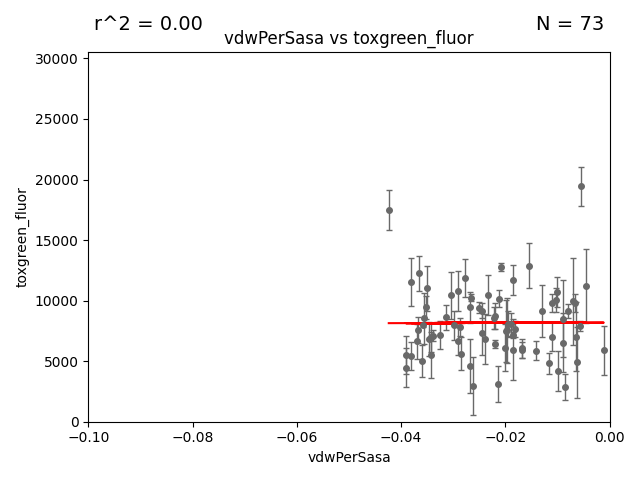 r^2 = 0.00
N = 73
vdwPerSasa vs toxgreen_fluor
30000
25000
20000
15000
10000
5000
0
toxgreen_fluor
−0.10
−0.08
−0.06
−0.04
−0.02
0.00
vdwPerSasa